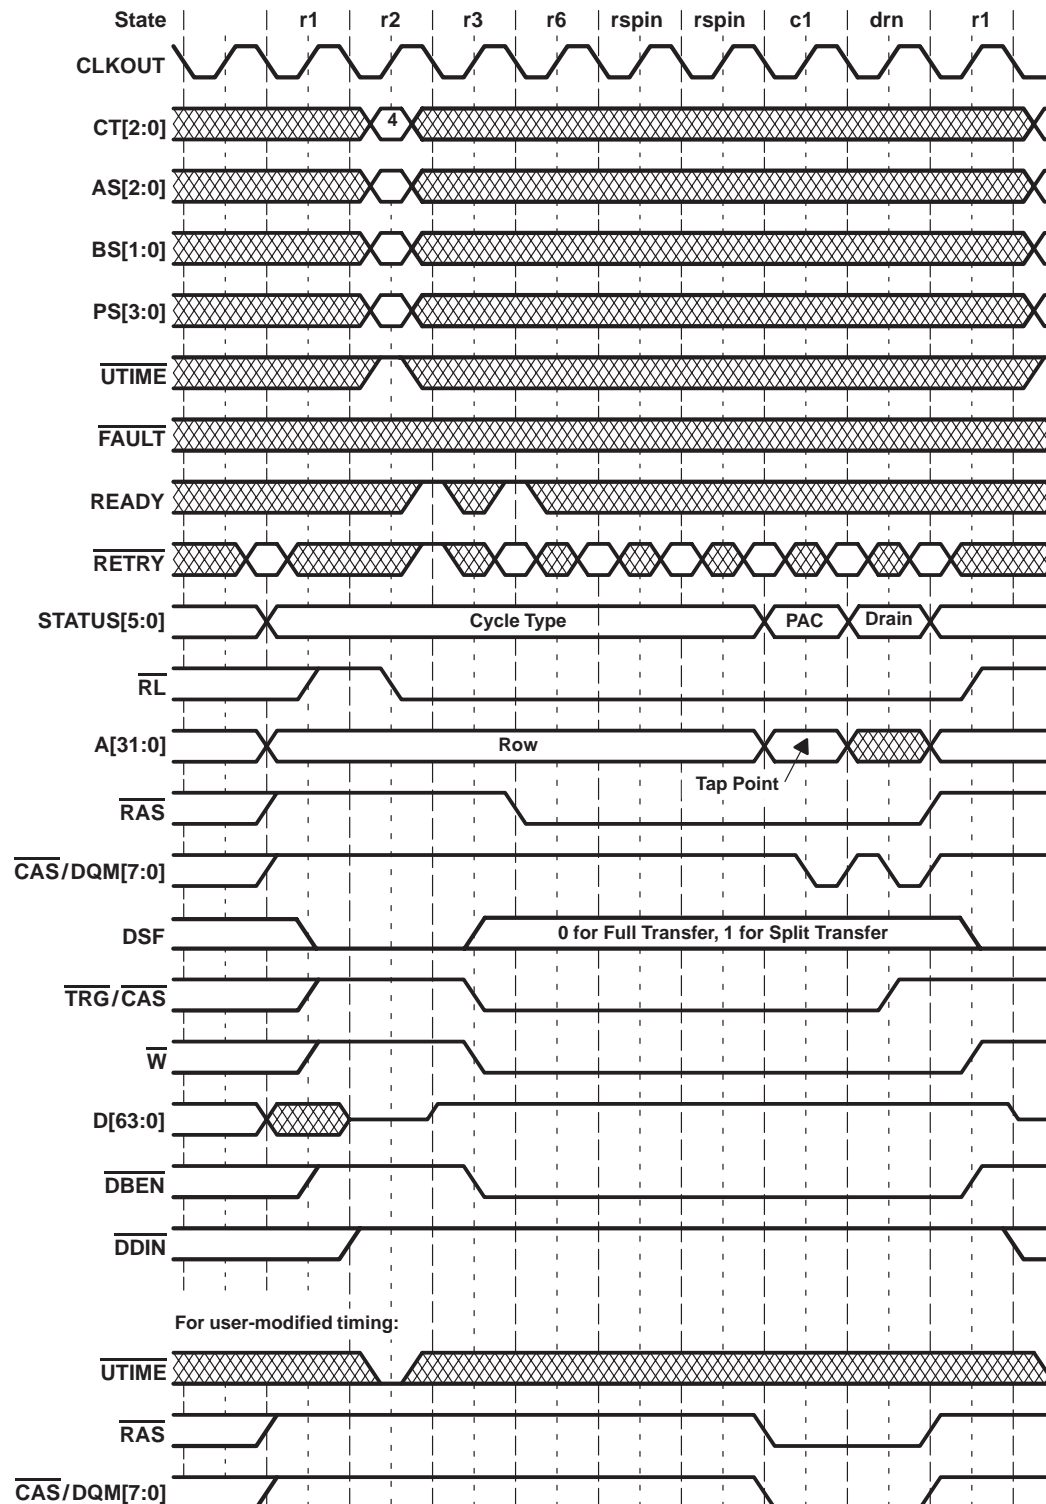 State r1 r2 r3 r6 rspin rspin c1 drn r1
CLKOUT
CT[2:0] 4
AS[2:0]
BS[1:0]
PS[3:0]
UTIME
FAULT
READY
RETRY
STATUS[5:0] Cycle Type PAC Drain
RL
A[31:0] Row
Tap Point
RAS
CAS/DQM[7:0]
DSF 0 for Full Transfer, 1 for Split Transfer
TRG/CAS
W
D[63:0]
DBEN
DDIN
For user-modified timing:
UTIME
RAS
CAS/DQM[7:0]